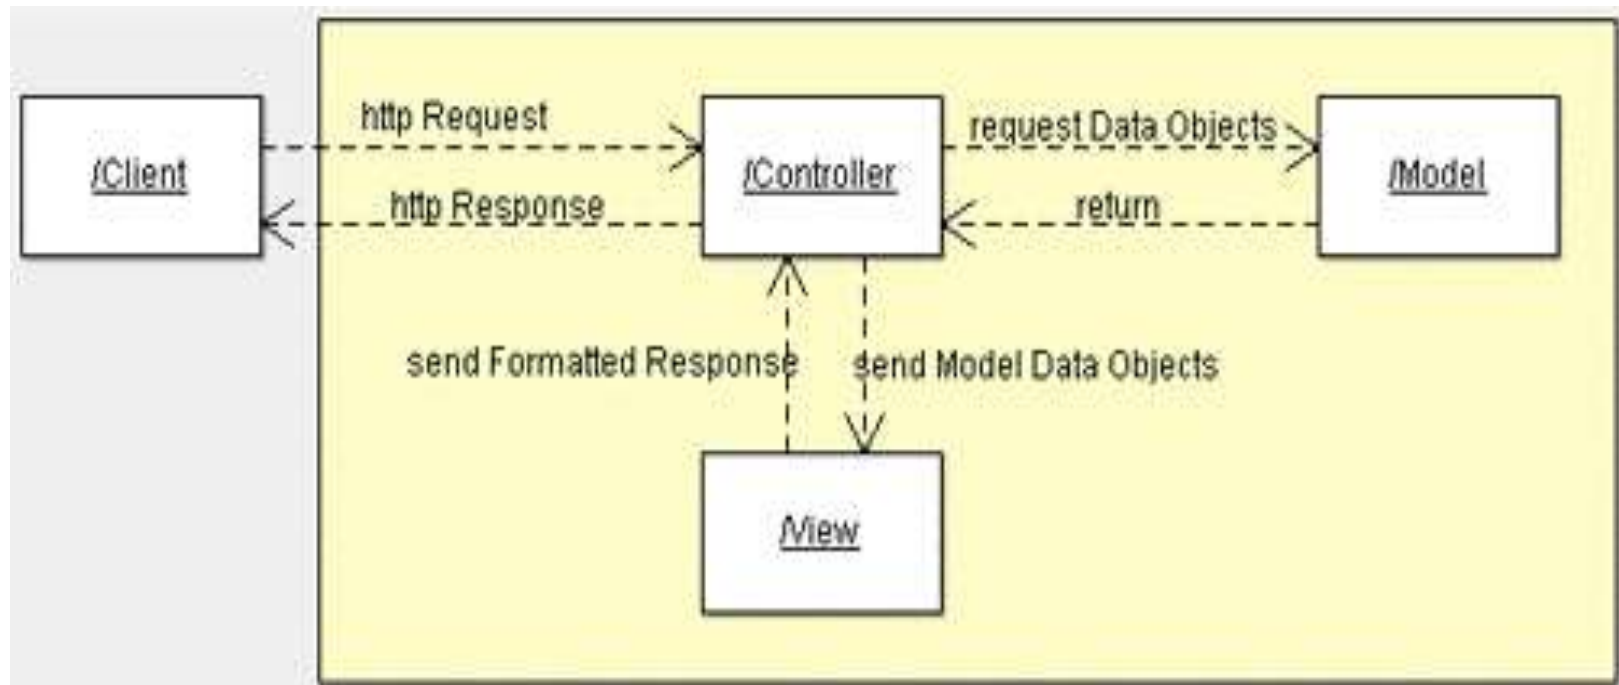 http Request
request Data Objects
/Client
/Controller
/Model
http Response
return
send Formatted Response
send Model Data Objects
/View